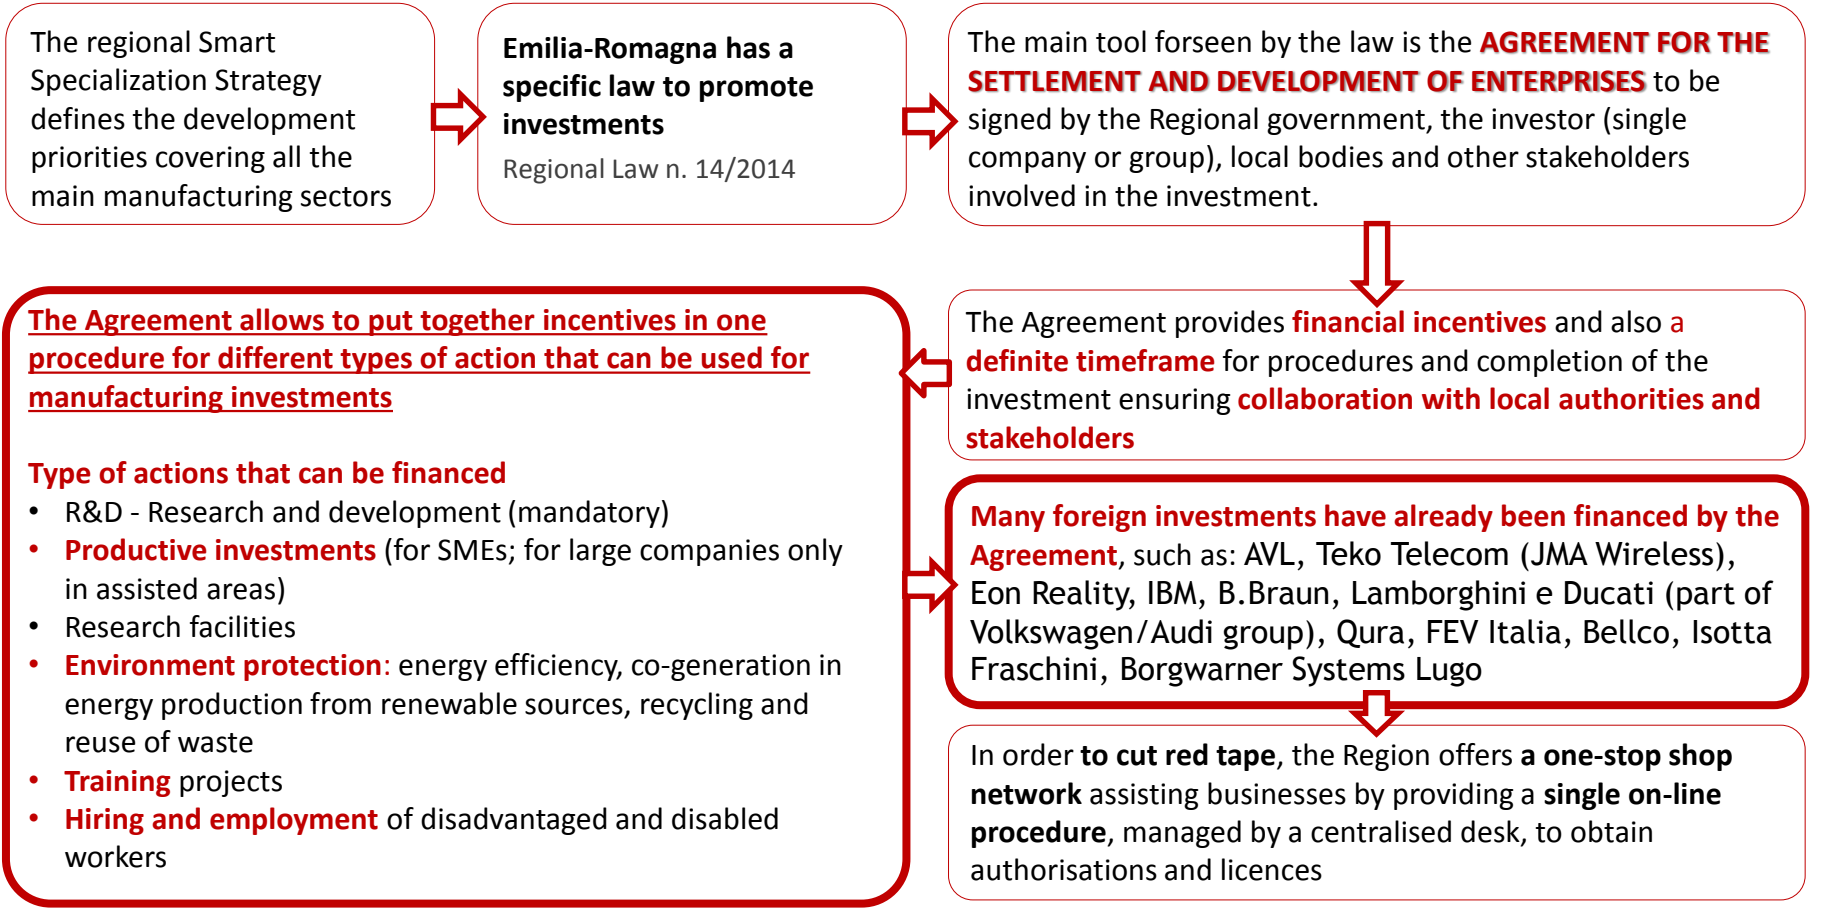 The regional Smart
Specialization Strategy
defines the development
priorities covering all the
main manufacturing sectors
Emilia-Romagna has a
specific law to promote
investments
Regional Law n. 14/2014
The main tool forseen by the law is the AGREEMENT FOR THE
SETTLEMENT AND DEVELOPMENT OF ENTERPRISES to be
signed by the Regional government, the investor (single
company or group), local bodies and other stakeholders
involved in the investment.
The Agreement provides financial incentives and also a
definite timeframe for procedures and completion of the
investment ensuring collaboration with local authorities and
stakeholders
The Agreement allows to put together incentives in one
procedure for different types of action that can be used for
manufacturing investments
Type of actions that can be financed
• R&D - Research and development (mandatory)
• Productive investments (for SMEs; for large companies only
in assisted areas)
• Research facilities
• Environment protection: energy efficiency, co-generation in
energy production from renewable sources, recycling and
reuse of waste
• Training projects
• Hiring and employment of disadvantaged and disabled
workers
Many foreign investments have already been financed by the
Agreement, such as: AVL, Teko Telecom (JMA Wireless),
Eon Reality, IBM, B.Braun, Lamborghini e Ducati (part of
Volkswagen/Audi group), Qura, FEV Italia, Bellco, Isotta
Fraschini, Borgwarner Systems Lugo
In order to cut red tape, the Region offers a one-stop shop
network assisting businesses by providing a single on-line
procedure, managed by a centralised desk, to obtain
authorisations and licences